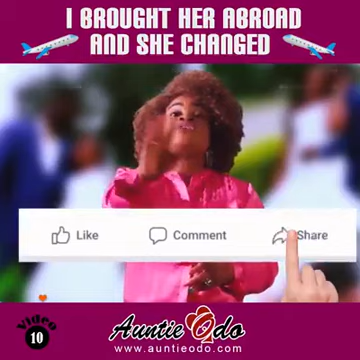 I BROUGHT HER ABROAD
AND SHE CHANGED
Like
Comment
Share
Video
10
Auntie Odo
www.auntieodo.com